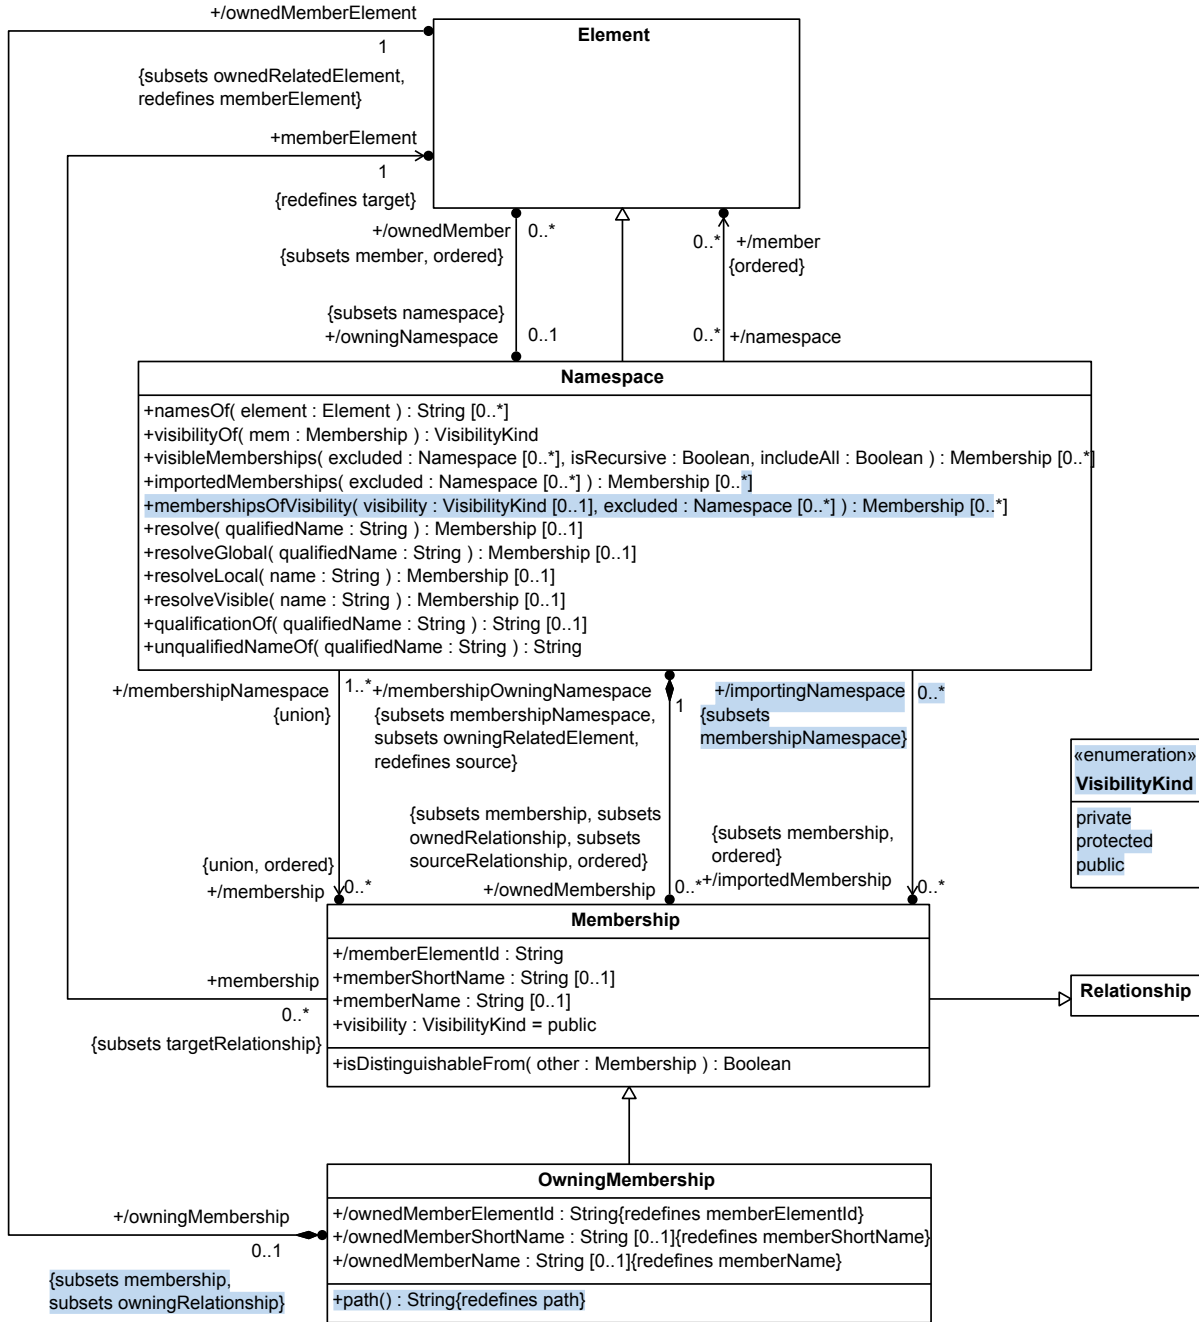 +/ownedMemberElement
1
{subsets ownedRelatedElement,
redefines memberElement}
Element
+memberElement
1
{redefines target}
+/ownedMember
{subsets member, ordered}
0..*
0..*
+/member
{ordered}
{subsets namespace}
+/owningNamespace
0..1
0..*
+/namespace
Namespace
+namesOf( element : Element ) : String [0..*]
+visibilityOf( mem : Membership ) : VisibilityKind
+visibleMemberships( excluded : Namespace [0..*], isRecursive : Boolean, includeAll : Boolean ) : Membership [0..*]
+importedMemberships( excluded : Namespace [0..*] ) : Membership [0..*]
+membershipsOfVisibility( visibility : VisibilityKind [0..1], excluded : Namespace [0..*] ) : Membership [0..*]
+resolve( qualifiedName : String ) : Membership [0..1]
+resolveGlobal( qualifiedName : String ) : Membership [0..1]
+resolveLocal( name : String ) : Membership [0..1]
+resolveVisible( name : String ) : Membership [0..1]
+qualificationOf( qualifiedName : String ) : String [0..1]
+unqualifiedNameOf( qualifiedName : String ) : String
+/membershipNamespace
{union}
1..*
+/membershipOwningNamespace
{subsets membershipNamespace,
subsets owningRelatedElement,
redefines source}
1
+/importingNamespace
{subsets
membershipNamespace}
0..*
«enumeration»
VisibilityKind
private
protected
public
{union, ordered}
+/membership
0..*
{subsets membership, subsets
ownedRelationship, subsets
sourceRelationship, ordered}
+/ownedMembership
0..*
{subsets membership,
ordered}
+/importedMembership
0..*
Membership
+/memberElementId : String
+memberShortName : String [0..1]
+memberName : String [0..1]
+visibility : VisibilityKind = public
+isDistinguishableFrom( other : Membership ) : Boolean
+membership
0..*
{subsets targetRelationship}
Relationship
OwningMembership
+/ownedMemberElementId : String{redefines memberElementId}
+/ownedMemberShortName : String [0..1]{redefines memberShortName}
+/ownedMemberName : String [0..1]{redefines memberName}
+path() : String{redefines path}
+/owningMembership
0..1
{subsets membership,
subsets owningRelationship}